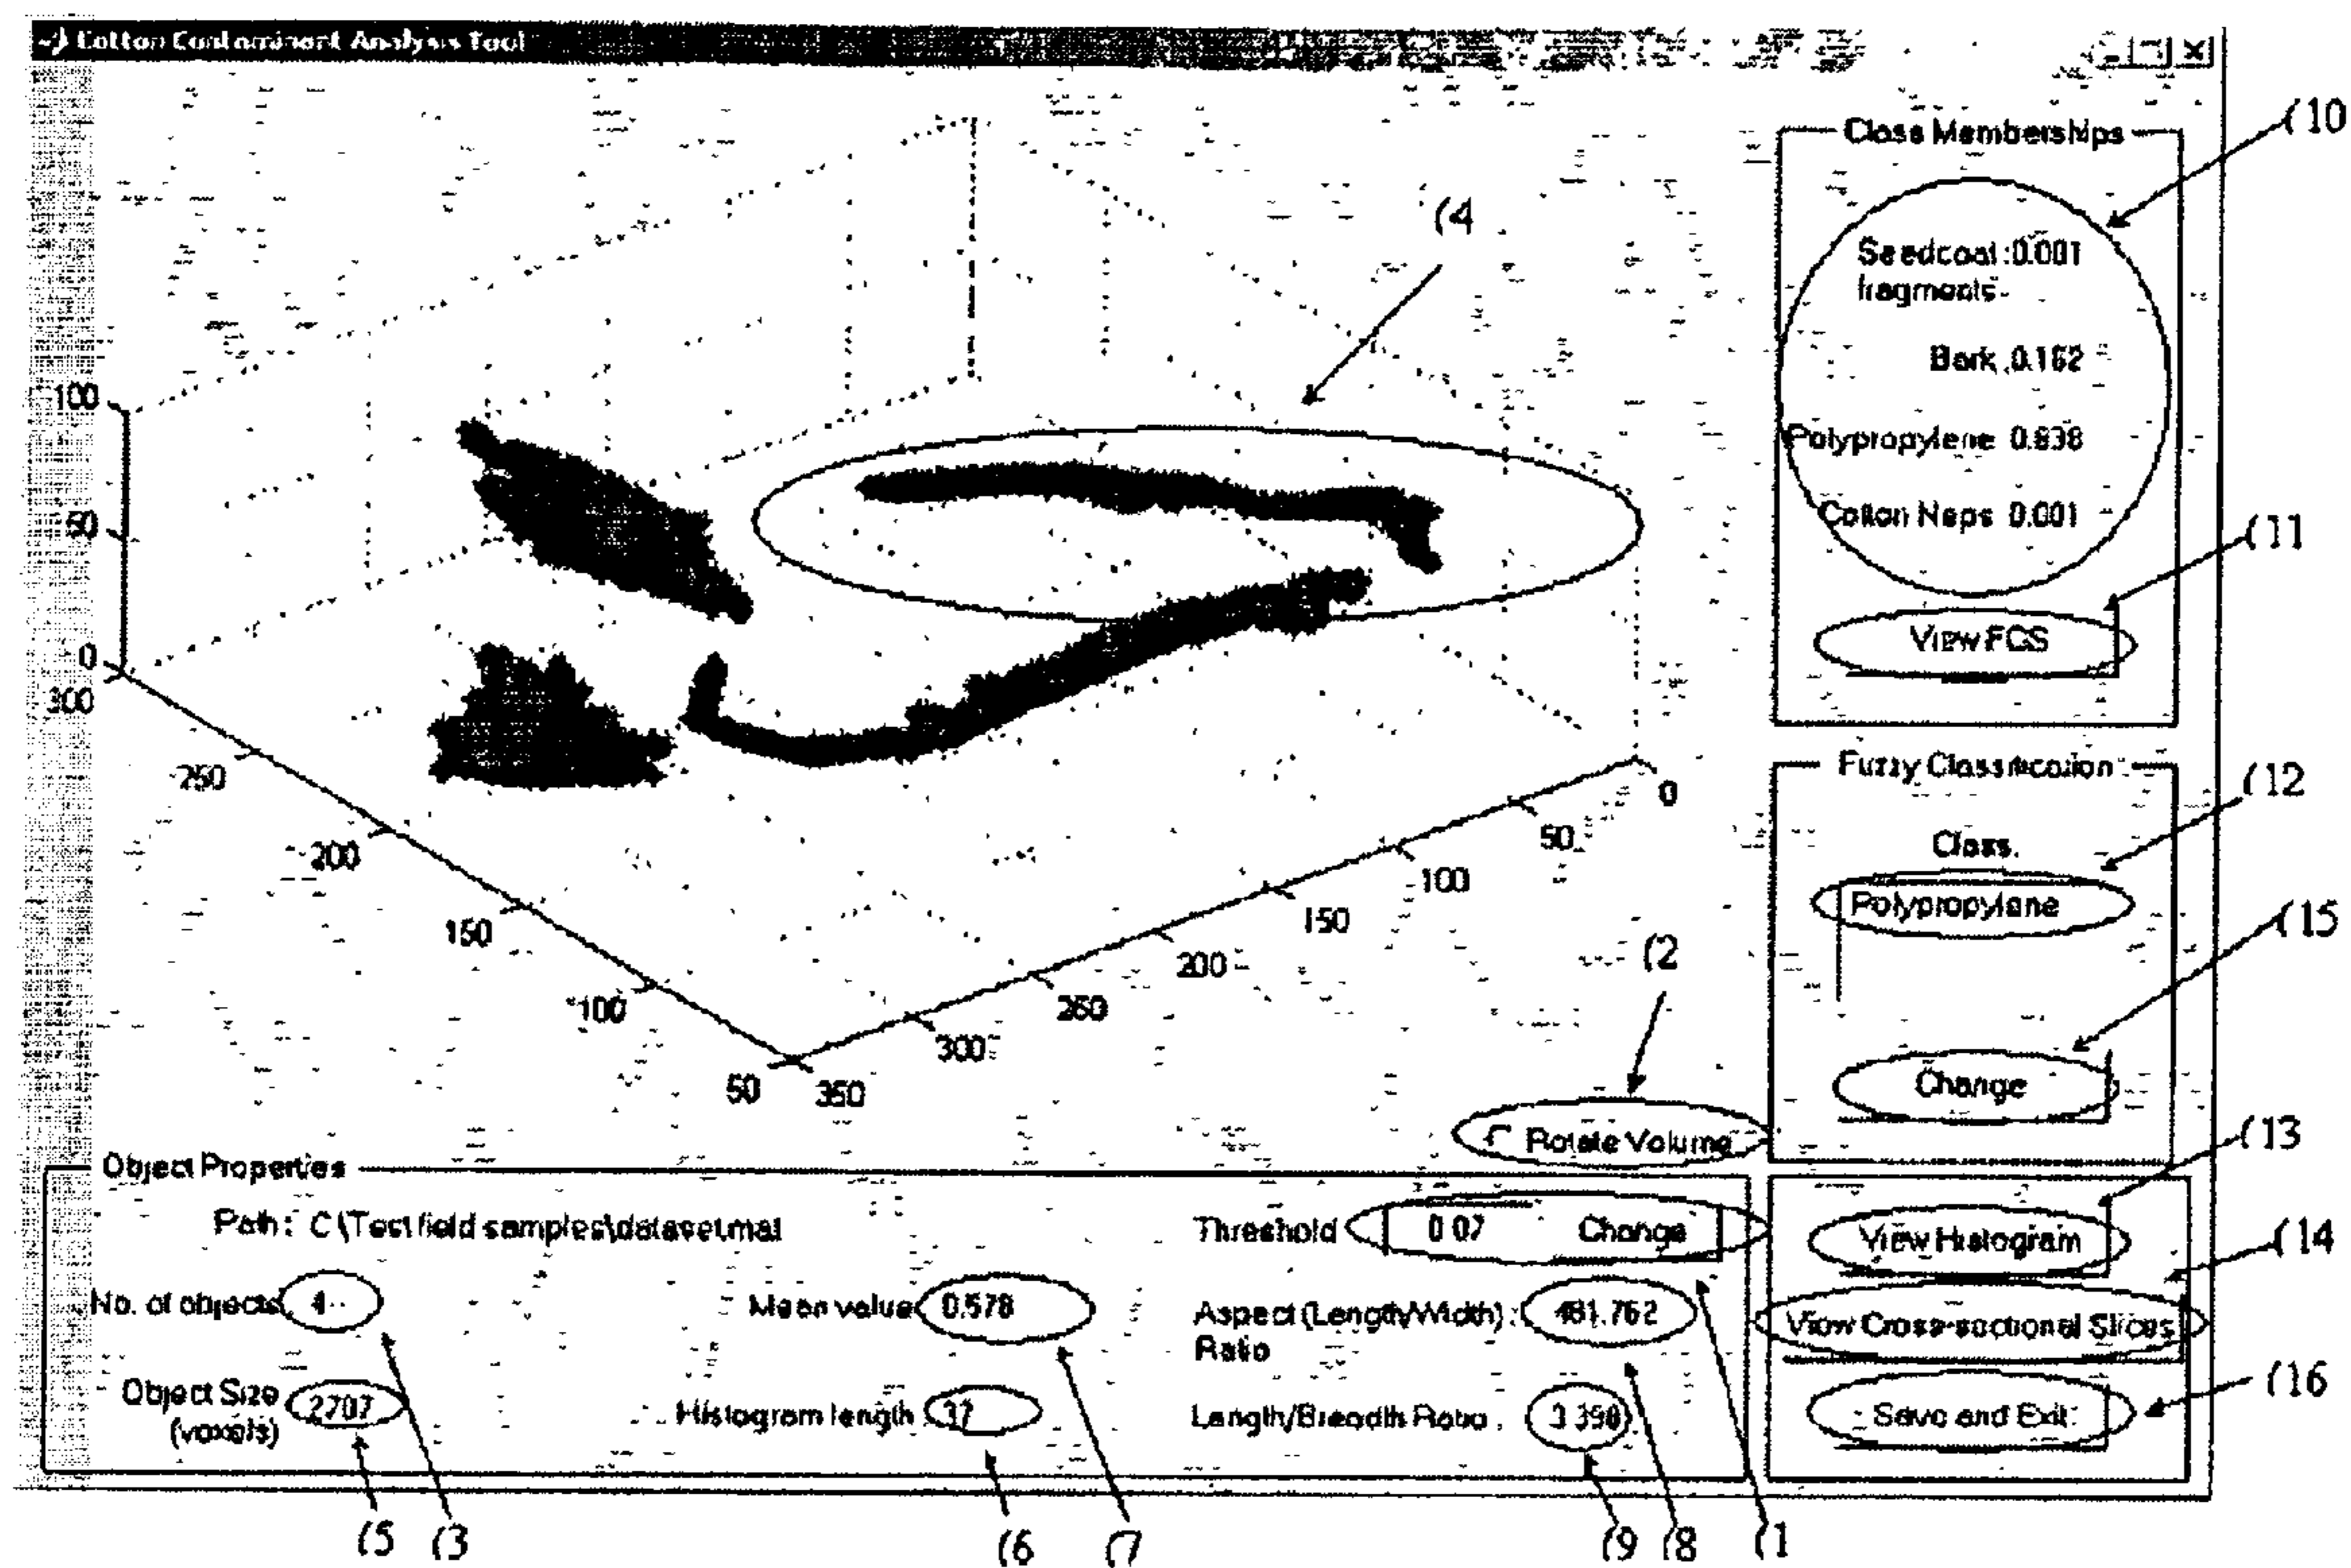 Cotton Contaminant Analysis Tool
(10
Class Memberships
(4
Seedcoat :0.001
fragments
Bark 0.162
Polypropylene 0.838
Cotton Neps 0.001
(11
View FCS
100
50
0
300
250
200
150
100
50
350
300
250
200
150
100
50
0
Fuzzy Classification
(12
Class.
Polypropylene
(15
(2
Change
(13
Rotate Volume
Object Properties
Path: C\Test field samples\dataset.mat
Threshold 0.07 Change
View Histogram
(14
No. of objects 4
Mean value 0.578
Aspect (Length/Width) :
Ratio
View Cross-sectional Slices
Object Size 2707
(voxels)
Histogram length
Length/Breadth Ratio
Save and Exit
(16
(5
(3
(6
(7
(9
(8
(1